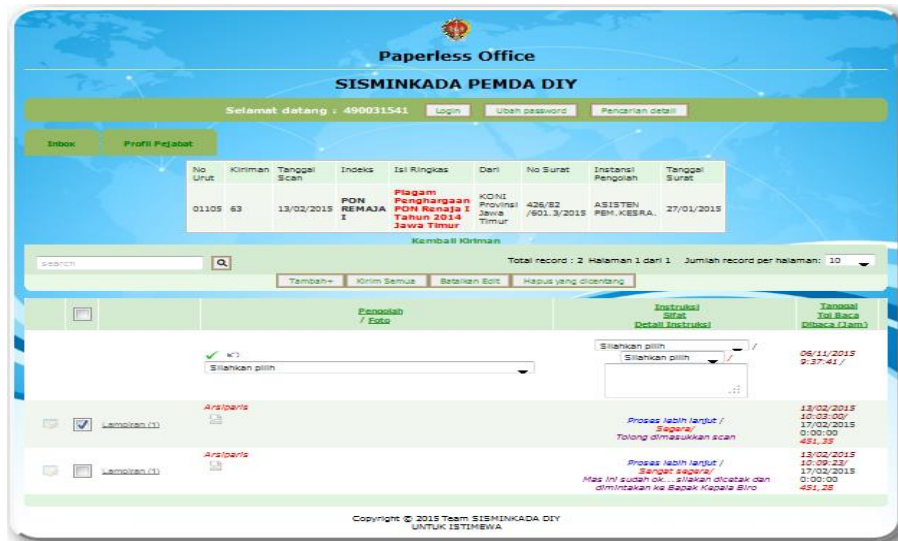 Paperless Office
SISMINKADA PEMDA DIY
Selamat datang : 490031541 Login Ubah password Pencarian detail
Inbox Profil Pejabat
No Urut Kiriman Tanggal Scan Indeks Isi Ringkas Dari No Surat Instansi Pengolah Tanggal Surat
01105 63 13/02/2015 PON REMAJA I Piagam Penghargaan PON Renaja I Tahun 2014 Jawa Timur KONI Provinsi Jawa Timur 426/82 /601.3/2015 ASISTEN PEM.KESRA. 27/01/2015
Kembali Kiriman
search Total record : 2 Halaman 1 dari 1 Jumlah record per halaman: 10
Tambah+ Kirim Semua Batalkan Edit Hapus yang dicentang
Pengolah / Foto Instruksi Sifat Detail Instruksi Tanggal Tgl Baca Dibaca (Jam)
Silahkan pilih Silahkan pilih / Silahkan pilih / 06/11/2015 9:37:41 /
Arsiparis
Lampiran (1) Proses lebih lanjut / Segera/ Tolong dimasukkan scan 13/02/2015 10:03:00/ 17/02/2015 0:00:00 451,35
Arsiparis
Lampiran (1) Proses lebih lanjut / Sangat segera/ Mas ini sudah ok...silakan dicetak dan dimintakan ke Bapak Kepala Biro 13/02/2015 10:09:23/ 17/02/2015 0:00:00 451,28
Copyright © 2015 Team SISMINKADA DIY
UNTUK ISTIMEWA